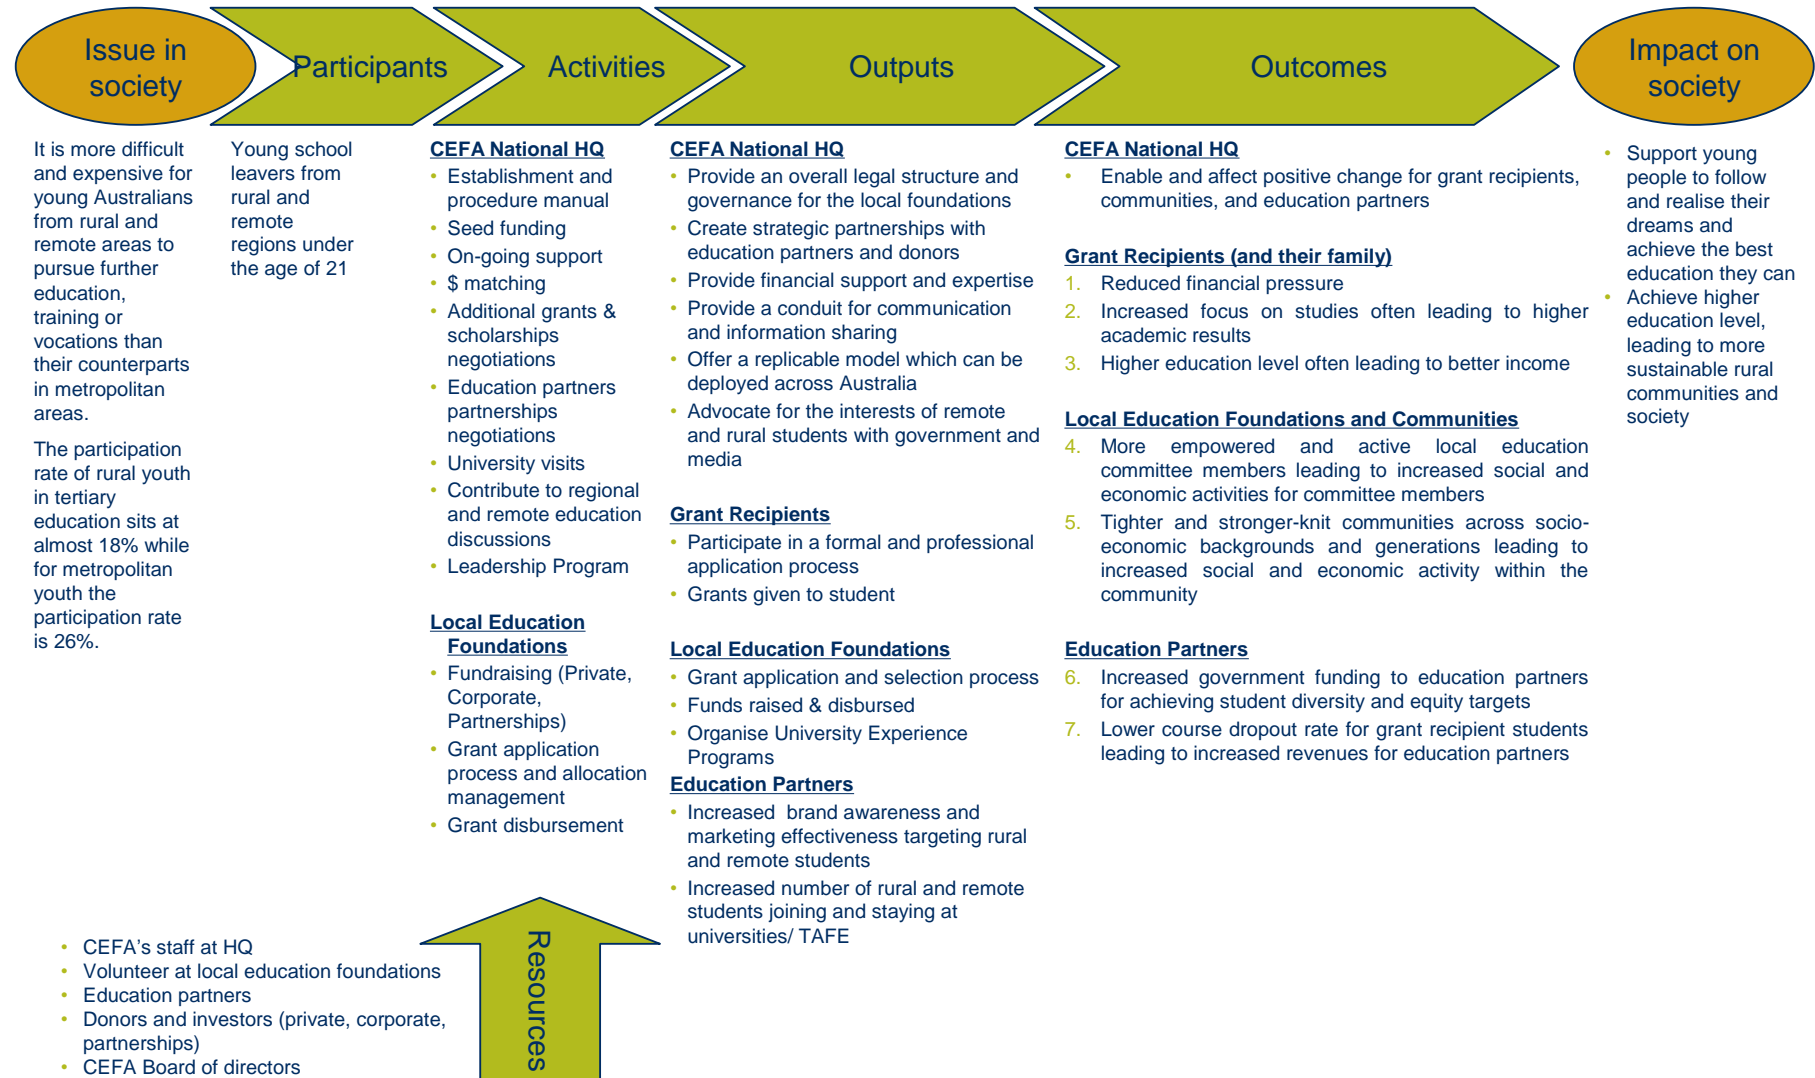 Issue in
society
Participants
Activities
Outputs
Outcomes
Impact on
society
It is more difficult
and expensive for
young Australians
from rural and
remote areas to
pursue further
education,
training or
vocations than
their counterparts
in metropolitan
areas.
The participation
rate of rural youth
in tertiary
education sits at
almost 18% while
for metropolitan
youth the
participation rate
is 26%.
Young school
leavers from
rural and
remote
regions under
the age of 21
CEFA National HQ
• Establishment and
procedure manual
• Seed funding
• On-going support
• $ matching
• Additional grants &
scholarships
negotiations
• Education partners
partnerships
negotiations
• University visits
• Contribute to regional
and remote education
discussions
• Leadership Program
Local Education
Foundations
• Fundraising (Private,
Corporate,
Partnerships)
• Grant application
process and allocation
management
• Grant disbursement
CEFA National HQ
• Provide an overall legal structure and
governance for the local foundations
• Create strategic partnerships with
education partners and donors
• Provide financial support and expertise
• Provide a conduit for communication
and information sharing
• Offer a replicable model which can be
deployed across Australia
• Advocate for the interests of remote
and rural students with government and
media
Grant Recipients
• Participate in a formal and professional
application process
• Grants given to student
Local Education Foundations
• Grant application and selection process
• Funds raised & disbursed
• Organise University Experience
Programs
Education Partners
• Increased brand awareness and
marketing effectiveness targeting rural
and remote students
• Increased number of rural and remote
students joining and staying at
universities/ TAFE
CEFA National HQ
• Enable and affect positive change for grant recipients,
communities, and education partners
Grant Recipients (and their family)
1. Reduced financial pressure
2. Increased focus on studies often leading to higher
academic results
3. Higher education level often leading to better income
Local Education Foundations and Communities
4. More empowered and active local education
committee members leading to increased social and
economic activities for committee members
5. Tighter and stronger-knit communities across socio-
economic backgrounds and generations leading to
increased social and economic activity within the
community
Education Partners
6. Increased government funding to education partners
for achieving student diversity and equity targets
7. Lower course dropout rate for grant recipient students
leading to increased revenues for education partners
• Support young
people to follow
and realise their
dreams and
achieve the best
education they can
• Achieve higher
education level,
leading to more
sustainable rural
communities and
society
• CEFA's staff at HQ
• Volunteer at local education foundations
• Education partners
• Donors and investors (private, corporate,
partnerships)
• CEFA Board of directors
Resources